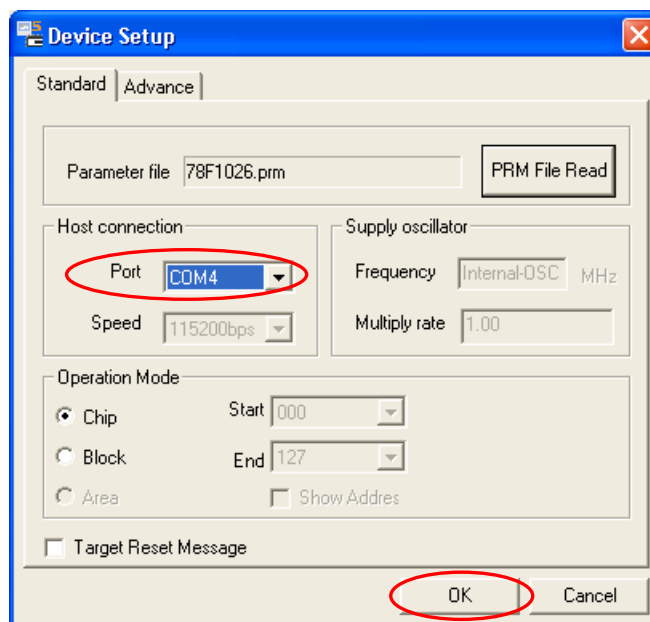 Device Setup
Standard Advance
Parameter file 78F1026.prm PRM File Read
Host connection
Port COM4
Speed 115200bps
Supply oscillator
Frequency Internal-OSC MHz
Multiply rate 1.00
Operation Mode
Chip
Block
Area
Start 000
End 127
Show Addres
Target Reset Message
OK Cancel